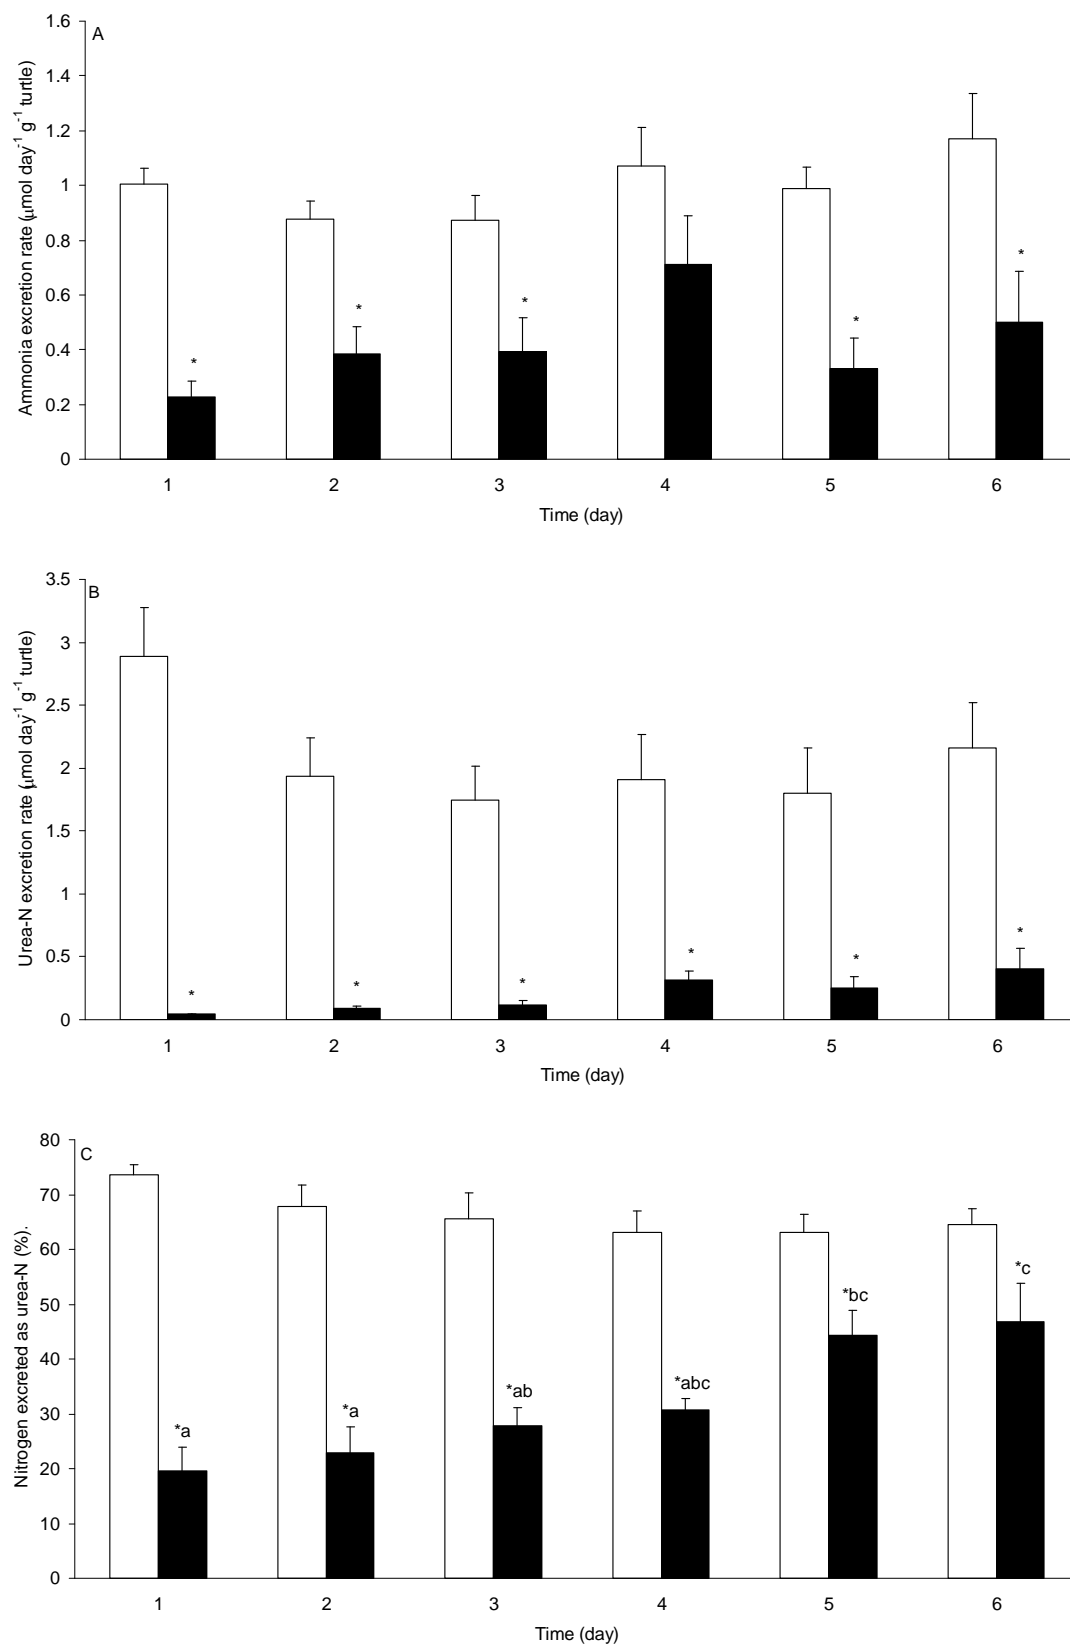 A
Ammonia excretion rate (μmol day-1 g-1 turtle)
1.6
1.4
1.2
1
0.8
0.6
0.4
0.2
0
*
*
*
*
*
1 2 3 4 5 6
Time (day)
B
Urea-N excretion rate (μmol day-1 g-1 turtle)
3.5
3
2.5
2
1.5
1
0.5
0
*
*
*
*
*
*
1 2 3 4 5 6
Time (day)
C
Nitrogen excreted as urea-N (%).
80
70
60
50
40
30
20
10
0
*a
*a
*ab
*abc
*bc
*c
1 2 3 4 5 6
Time (day)